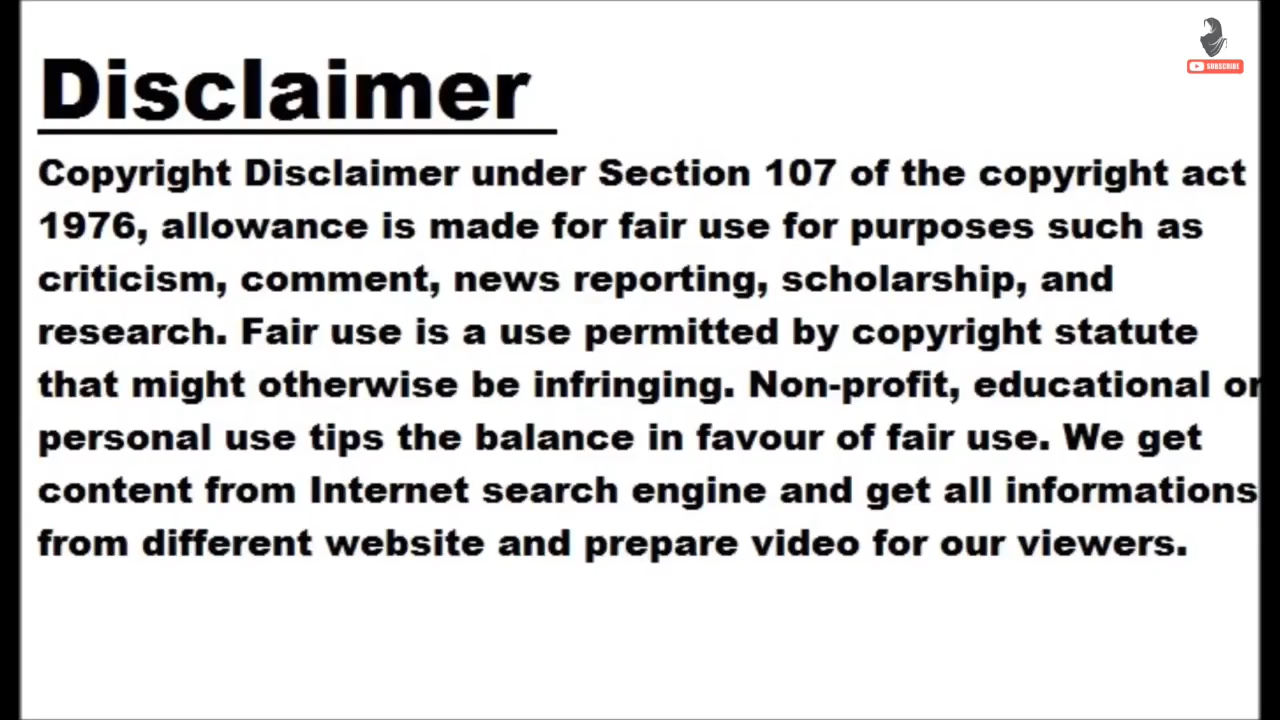 SUBSCRIBE
Disclaimer
Copyright Disclaimer under Section 107 of the copyright act
1976, allowance is made for fair use for purposes such as
criticism, comment, news reporting, scholarship, and
research. Fair use is a use permitted by copyright statute
that might otherwise be infringing. Non-profit, educational or
personal use tips the balance in favour of fair use. We get
content from Internet search engine and get all informations
from different website and prepare video for our viewers.